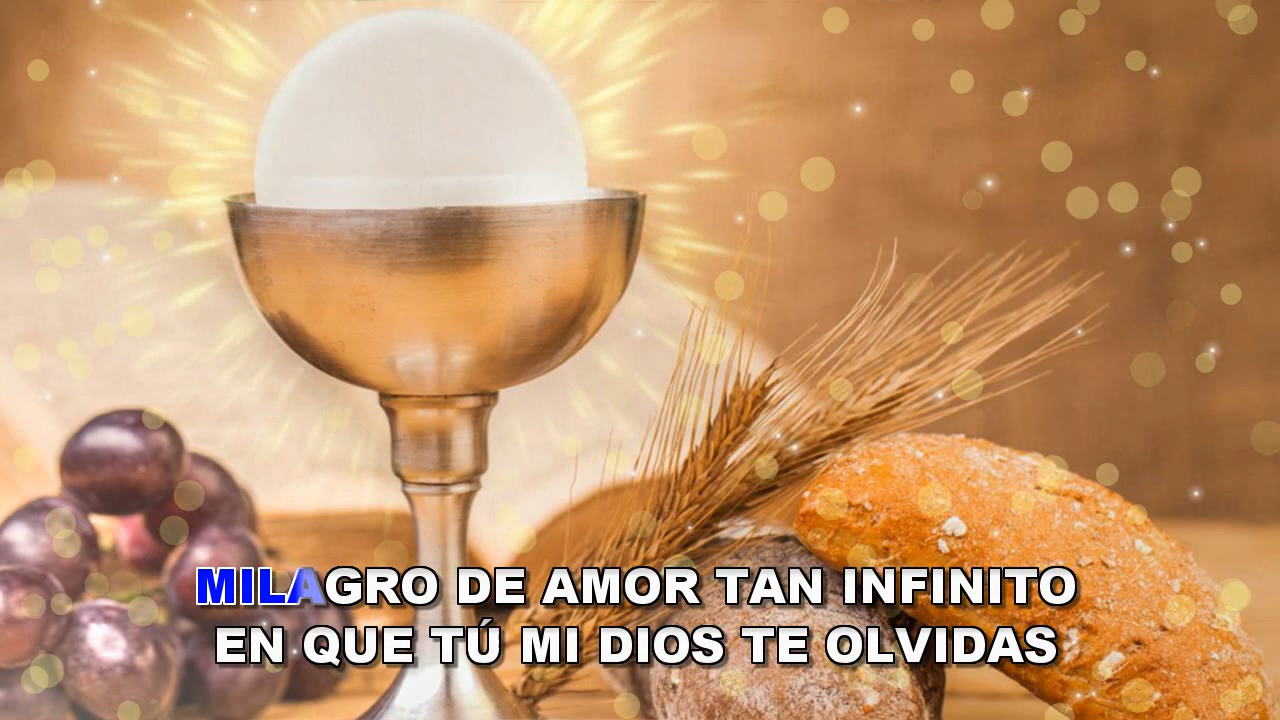 MILAGRO DE AMOR TAN INFINITO
EN QUE TÚ MI DIOS TE OLVIDAS